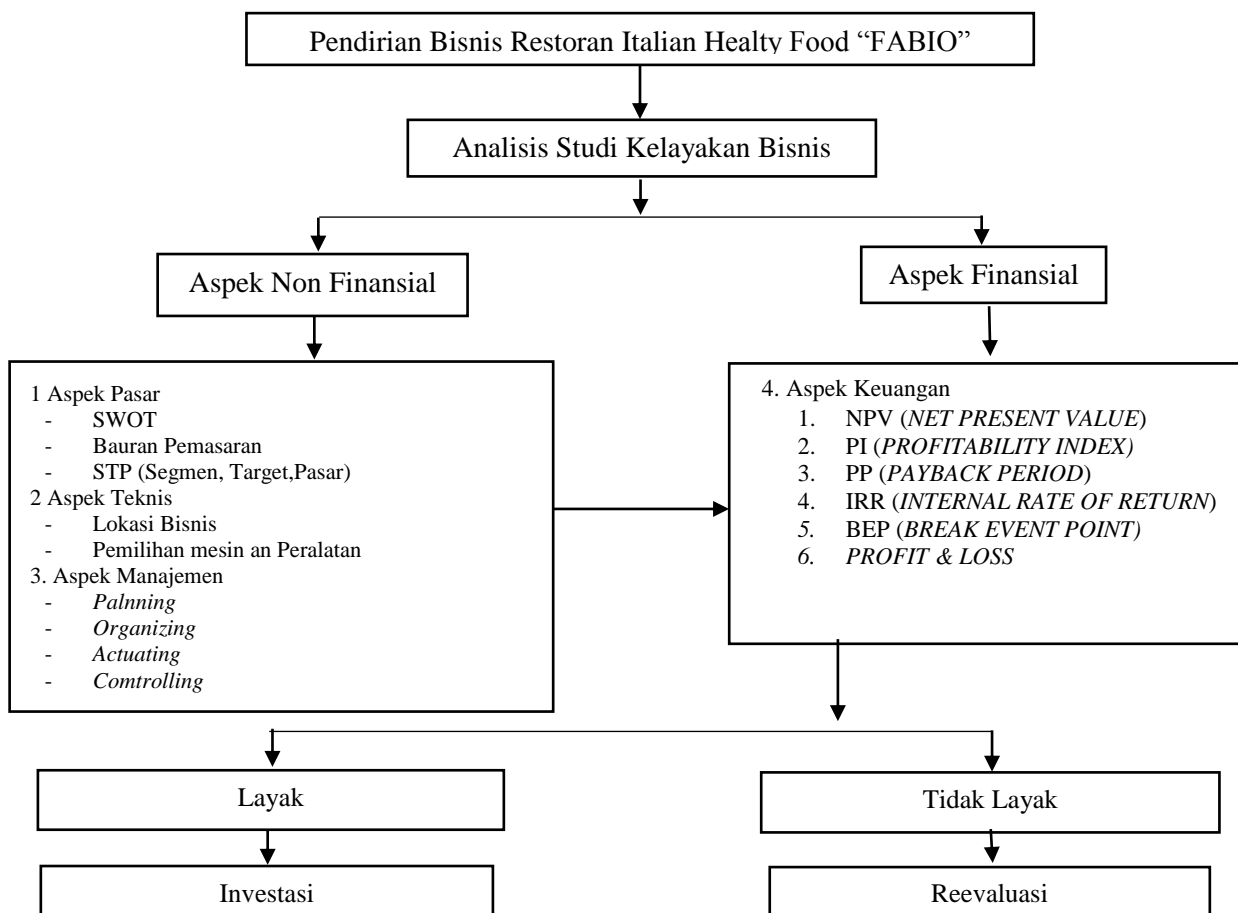 Pendirian Bisnis Restoran Italian Healty Food “FABIO”
Analisis Studi Kelayakan Bisnis
Aspek Non Finansial
Aspek Finansial
1 Aspek Pasar
- SWOT
- Bauran Pemasaran
- STP (Segmen, Target,Pasar)
2 Aspek Teknis
- Lokasi Bisnis
- Pemilihan mesin an Peralatan
3. Aspek Manajemen
- Palnning
- Organizing
- Actuating
- Comtrolling
4. Aspek Keuangan
1. NPV (NET PRESENT VALUE)
2. PI (PROFITABILITY INDEX)
3. PP (PAYBACK PERIOD)
4. IRR (INTERNAL RATE OF RETURN)
5. BEP (BREAK EVENT POINT)
6. PROFIT & LOSS
Layak
Tidak Layak
Investasi
Reevaluasi